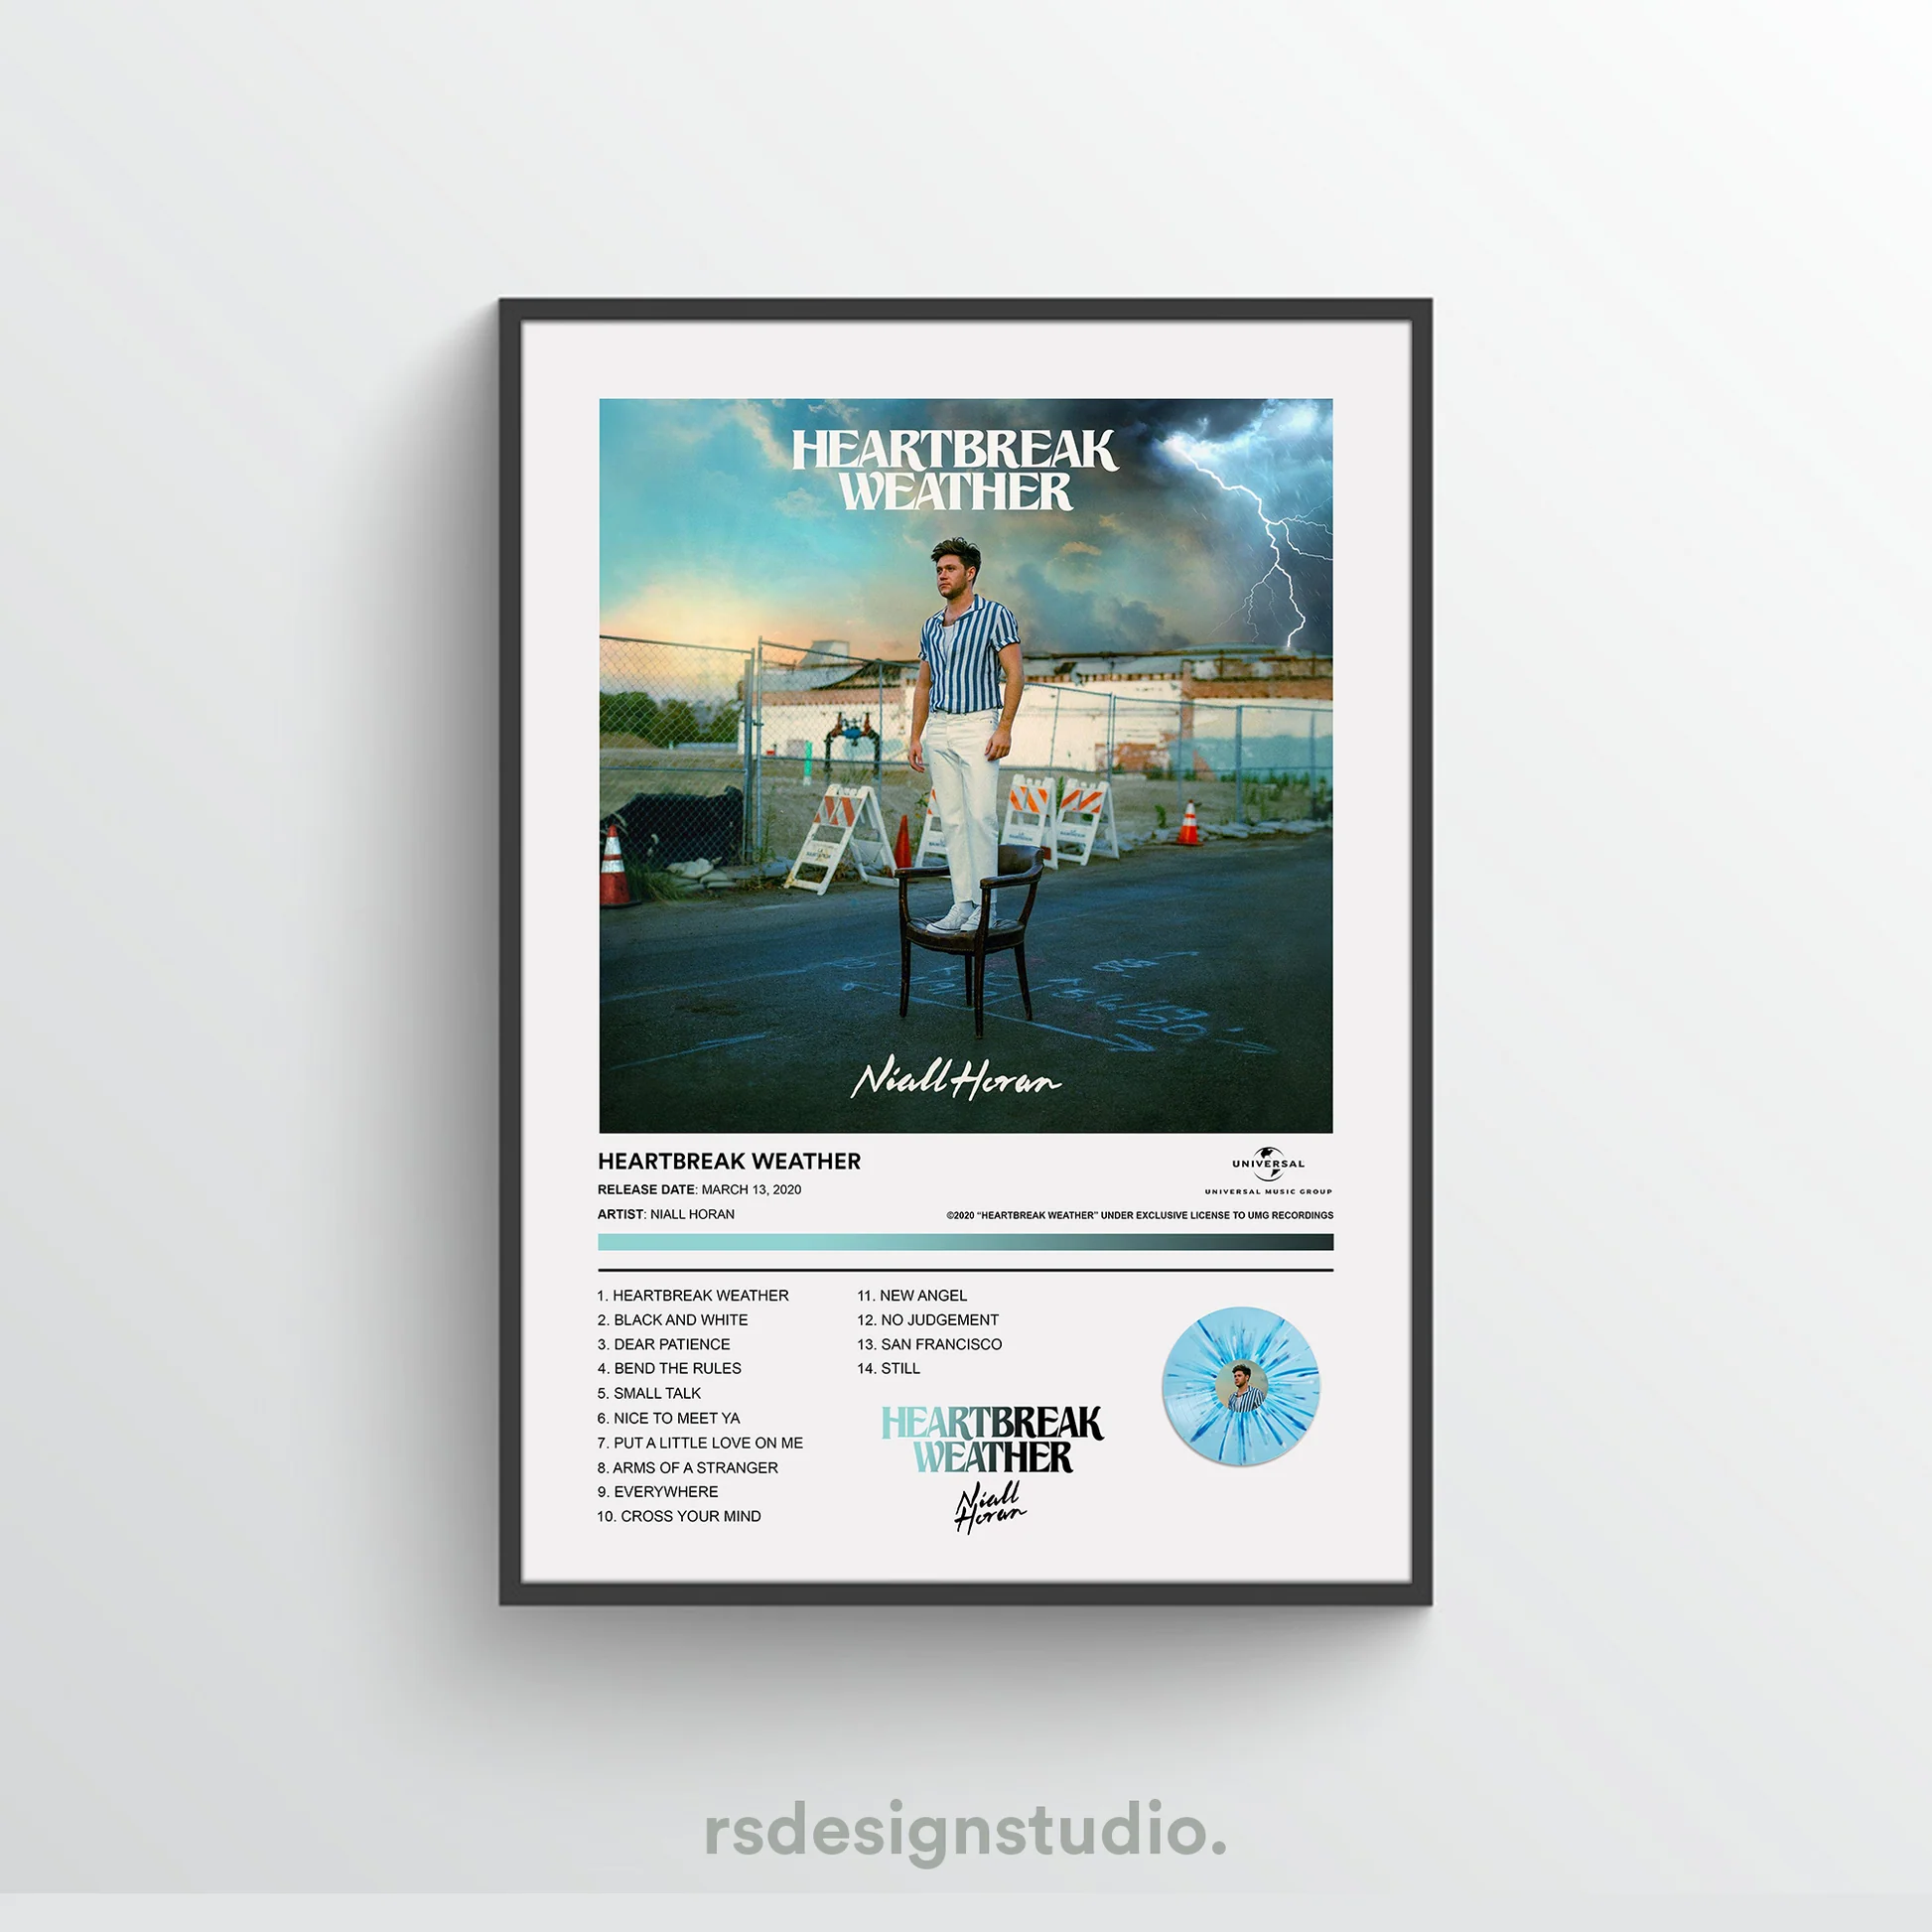 HEARTBREAK
WEATHER
Niall Horan
HEARTBREAK WEATHER
RELEASE DATE: MARCH 13, 2020
ARTIST: NIALL HORAN
UNIVERSAL
UNIVERSAL MUSIC GROUP
©2020 "HEARTBREAK WEATHER" UNDER EXCLUSIVE LICENSE TO UMG RECORDINGS
1. HEARTBREAK WEATHER
2. BLACK AND WHITE
3. DEAR PATIENCE
4. BEND THE RULES
5. SMALL TALK
6. NICE TO MEET YA
7. PUT A LITTLE LOVE ON ME
8. ARMS OF A STRANGER
9. EVERYWHERE
10. CROSS YOUR MIND
11. NEW ANGEL
12. NO JUDGEMENT
13. SAN FRANCISCO
14. STILL
HEARTBREAK
WEATHER
Niall
Horan
rsdesignstudio.